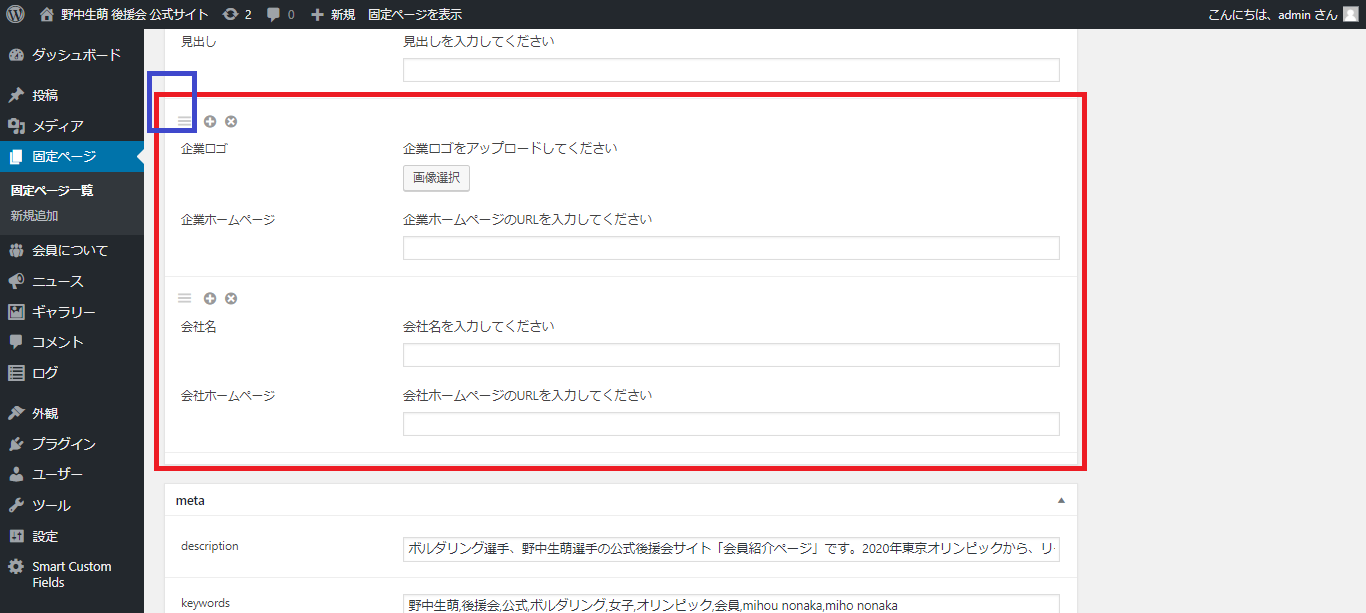 野中生萌 後援会 公式サイト 2 0 新規 固定ページを表示 こんにちは、admin さん
ダッシュボード
投稿
メディア
固定ページ
固定ページ一覧
新規追加
会員について
ニュース
ギャラリー
コメント
ログ
外観
プラグイン
ユーザー
ツール
設定
Smart Custom
Fields
見出し 見出しを入力してください
企業ロゴ 企業ロゴをアップロードしてください
画像選択
企業ホームページ 企業ホームページのURLを入力してください
会社名 会社名を入力してください
会社ホームページ 会社ホームページのURLを入力してください
meta
description ボルダリング選手、野中生萌選手の公式後援会サイト「会員紹介ページ」です。2020年東京オリンピックから、リ
keywords 野中生萌,後援会,公式,ボルダリング,女子,オリンピック,会員,mihou nonaka,miho nonaka